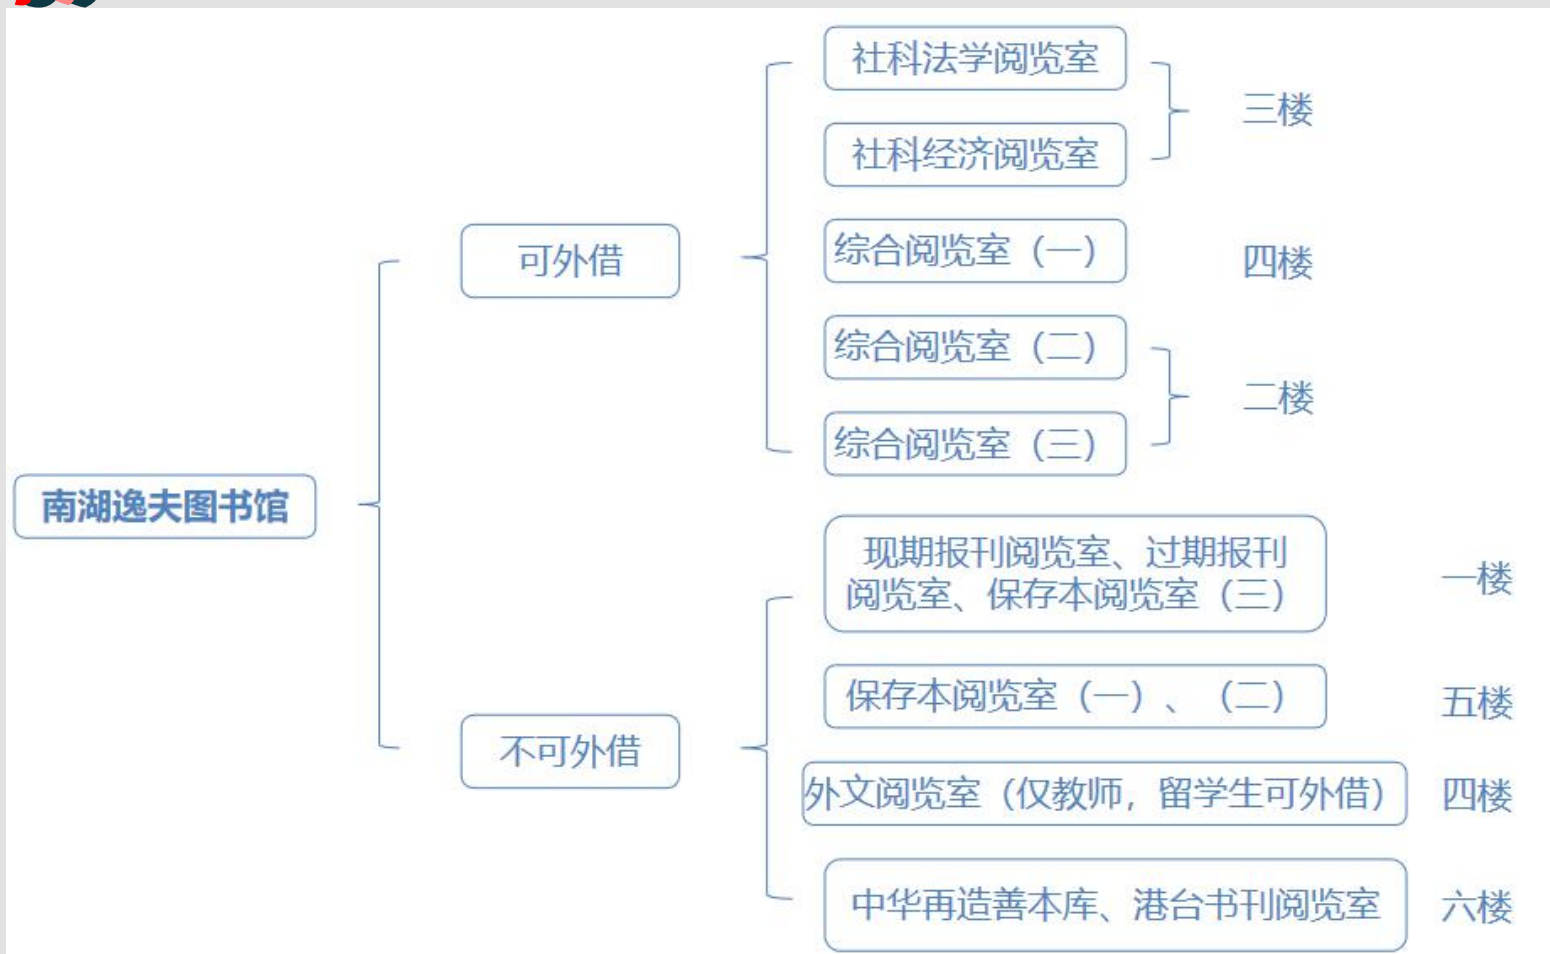 社科法学阅览室
三楼
社科经济阅览室
可外借
综合阅览室（一）
四楼
综合阅览室（二）
二楼
综合阅览室（三）
南湖逸夫图书馆
现期报刊阅览室、过期报刊
阅览室、保存本阅览室（三）
一楼
保存本阅览室（一）、（二）
五楼
不可外借
外文阅览室（仅教师，留学生可外借）
四楼
中华再造善本库、港台书刊阅览室
六楼